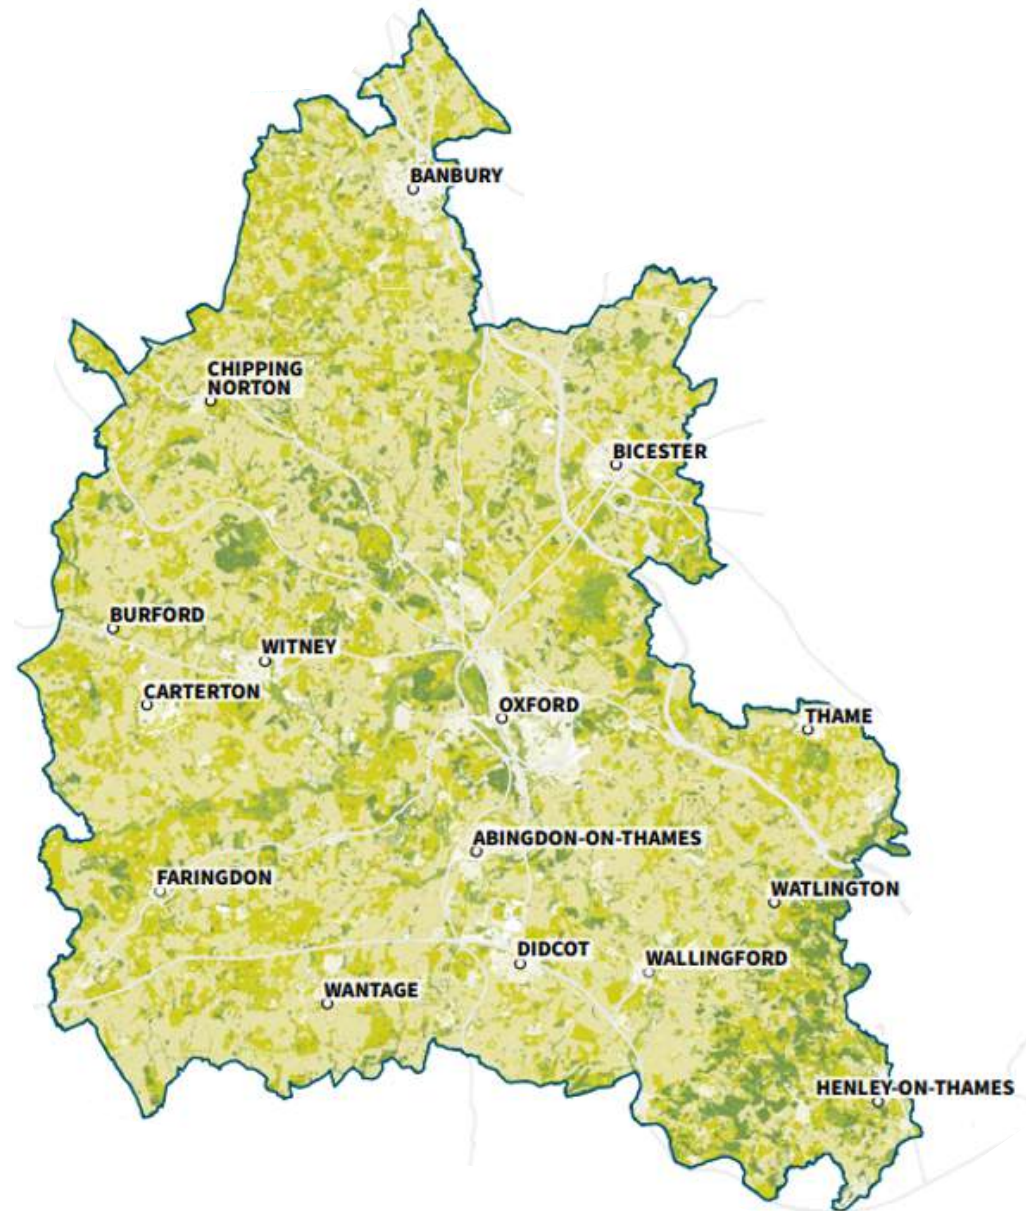 BANBURY
CHIPPING
NORTON
BICESTER
BURFORD
WITNEY
CARTERTON
OXFORD
THAME
ABINGDON-ON-THAMES
FARINGDON
WATLINGTON
DIDCOT
WALLINGFORD
WANTAGE
HENLEY-ON-THAMES